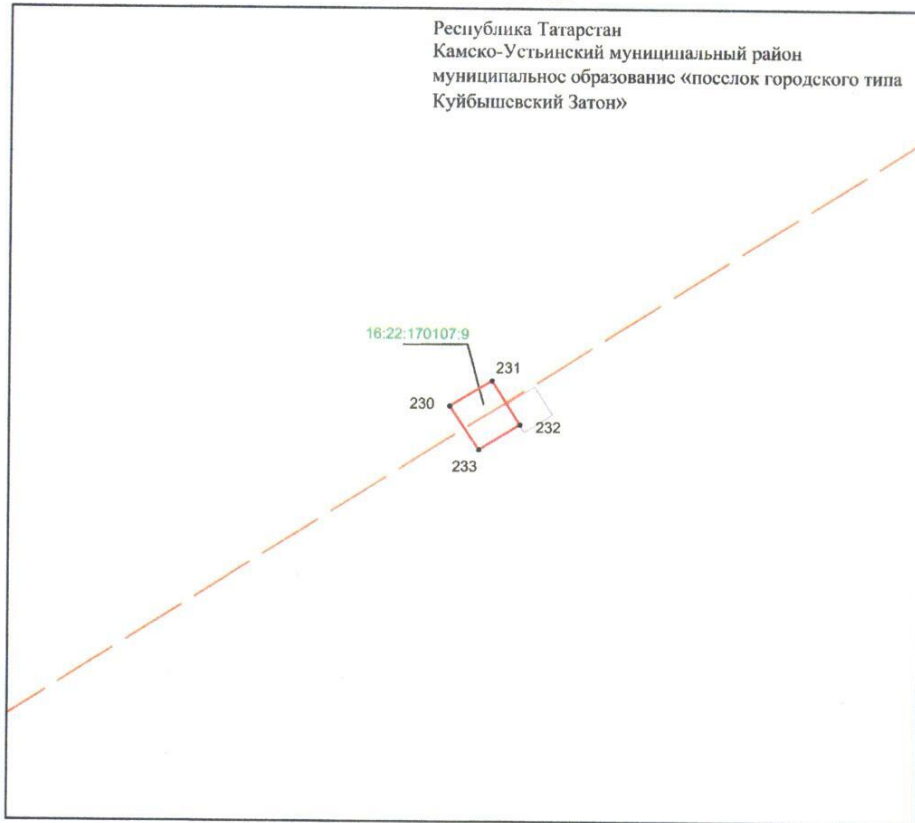 Республика Татарстан
Камско-Устьинский муниципальный район
муниципальное образование «поселок городского типа
Куйбышевский Затон»
16:22:170107:9
231
230
232
233